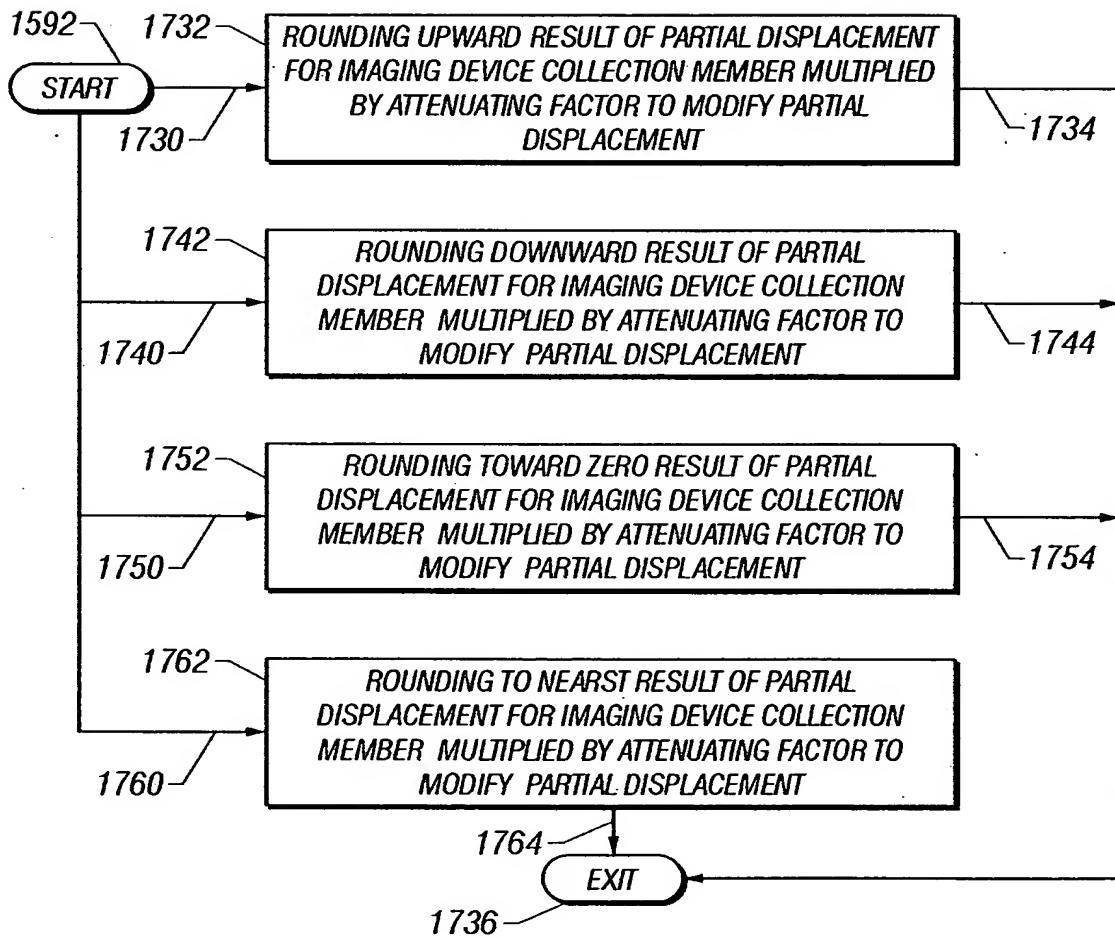 1592
START
1730
1732
ROUNDING UPWARD RESULT OF PARTIAL DISPLACEMENT
FOR IMAGING DEVICE COLLECTION MEMBER MULTIPLIED
BY ATTENUATING FACTOR TO MODIFY PARTIAL
DISPLACEMENT
1734
1742
ROUNDING DOWNWARD RESULT OF PARTIAL
DISPLACEMENT FOR IMAGING DEVICE COLLECTION
MEMBER MULTIPLIED BY ATTENUATING FACTOR TO
MODIFY PARTIAL DISPLACEMENT
1740
1744
1752
ROUNDING TOWARD ZERO RESULT OF PARTIAL
DISPLACEMENT FOR IMAGING DEVICE COLLECTION
MEMBER MULTIPLIED BY ATTENUATING FACTOR TO
MODIFY PARTIAL DISPLACEMENT
1750
1754
1762
ROUNDING TO NEARST RESULT OF PARTIAL
DISPLACEMENT FOR IMAGING DEVICE COLLECTION
MEMBER MULTIPLIED BY ATTENUATING FACTOR TO
MODIFY PARTIAL DISPLACEMENT
1760
1764
EXIT
1736